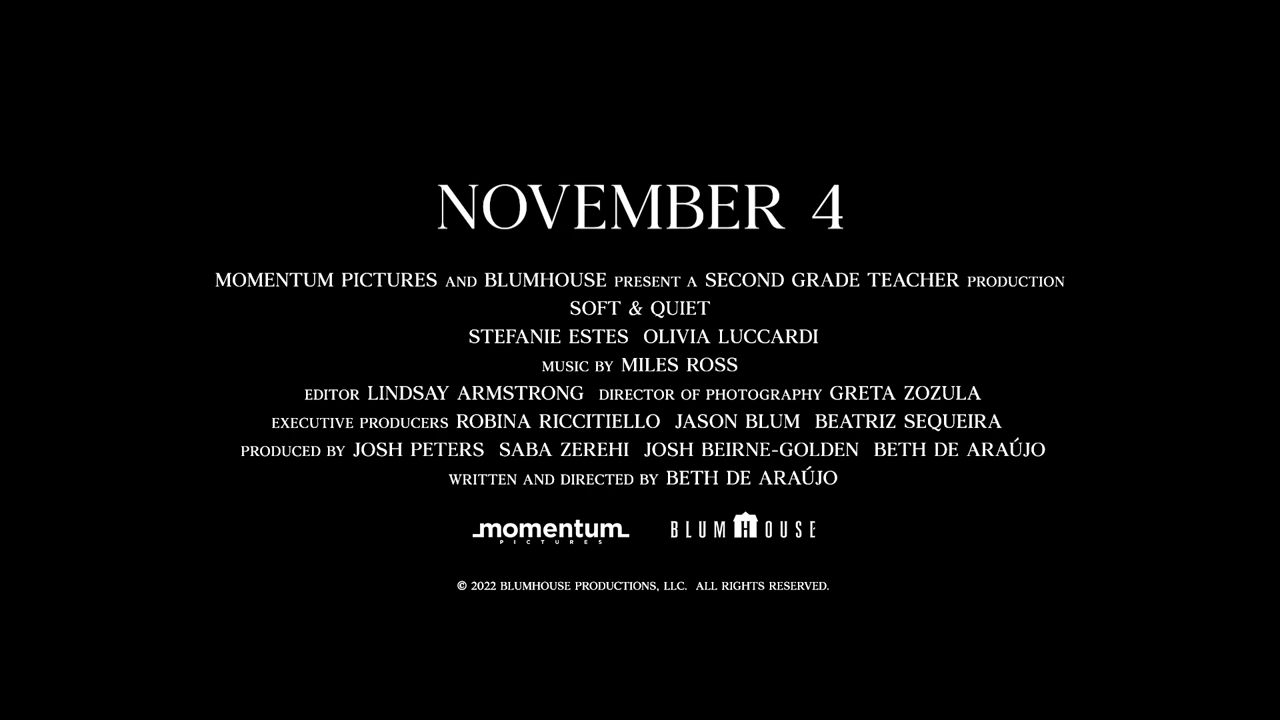 NOVEMBER 4
MOMENTUM PICTURES AND BLUMHOUSE PRESENT A SECOND GRADE TEACHER PRODUCTION
SOFT & QUIET
STEFANIE ESTES OLIVIA LUCCARDI
MUSIC BY MILES ROSS
EDITOR LINDSAY ARMSTRONG DIRECTOR OF PHOTOGRAPHY GRETA ZOZULA
EXECUTIVE PRODUCERS ROBINA RICCITIELLO JASON BLUM BEATRIZ SEQUEIRA
PRODUCED BY JOSH PETERS SABA ZEREHI JOSH BEIRNE-GOLDEN BETH DE ARAÚJO
WRITTEN AND DIRECTED BY BETH DE ARAÚJO
momentum BLUMHOUSE
PICTURES
© 2022 BLUMHOUSE PRODUCTIONS, LLC. ALL RIGHTS RESERVED.